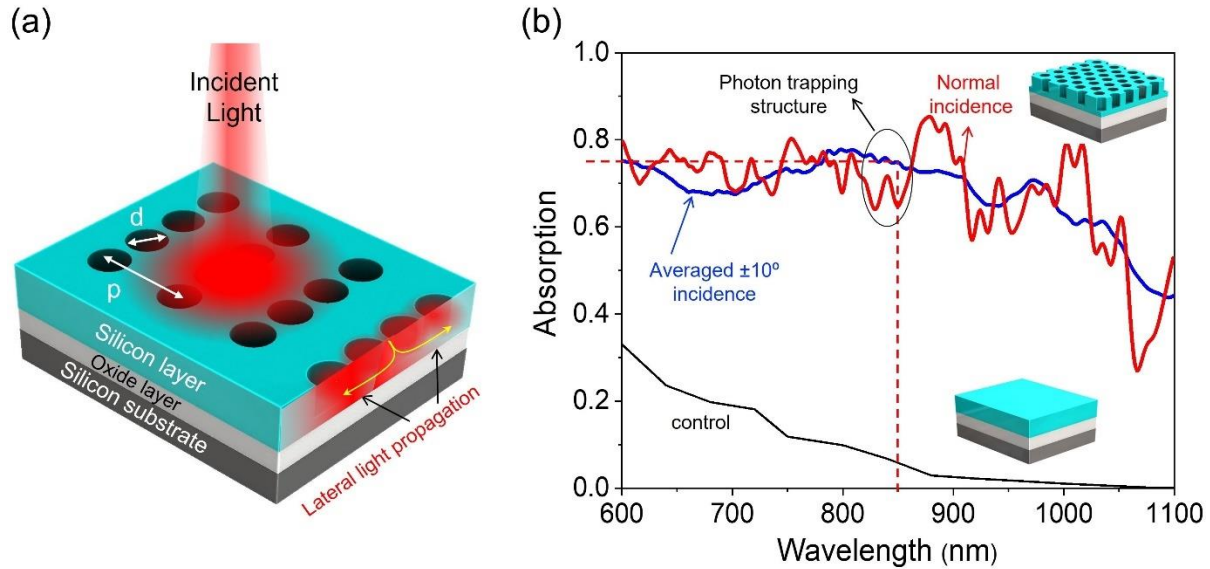 (a)
Incident
Light
d
p
Silicon layer
Oxide layer
Silicon substrate
Lateral light propagation
(b)
1.0
0.8
0.6
0.4
0.2
0.0
Absorption
Photon trapping
structure
Normal
incidence
Averaged ±10º
incidence
control
600
700
800
900
1000
1100
Wavelength (nm)